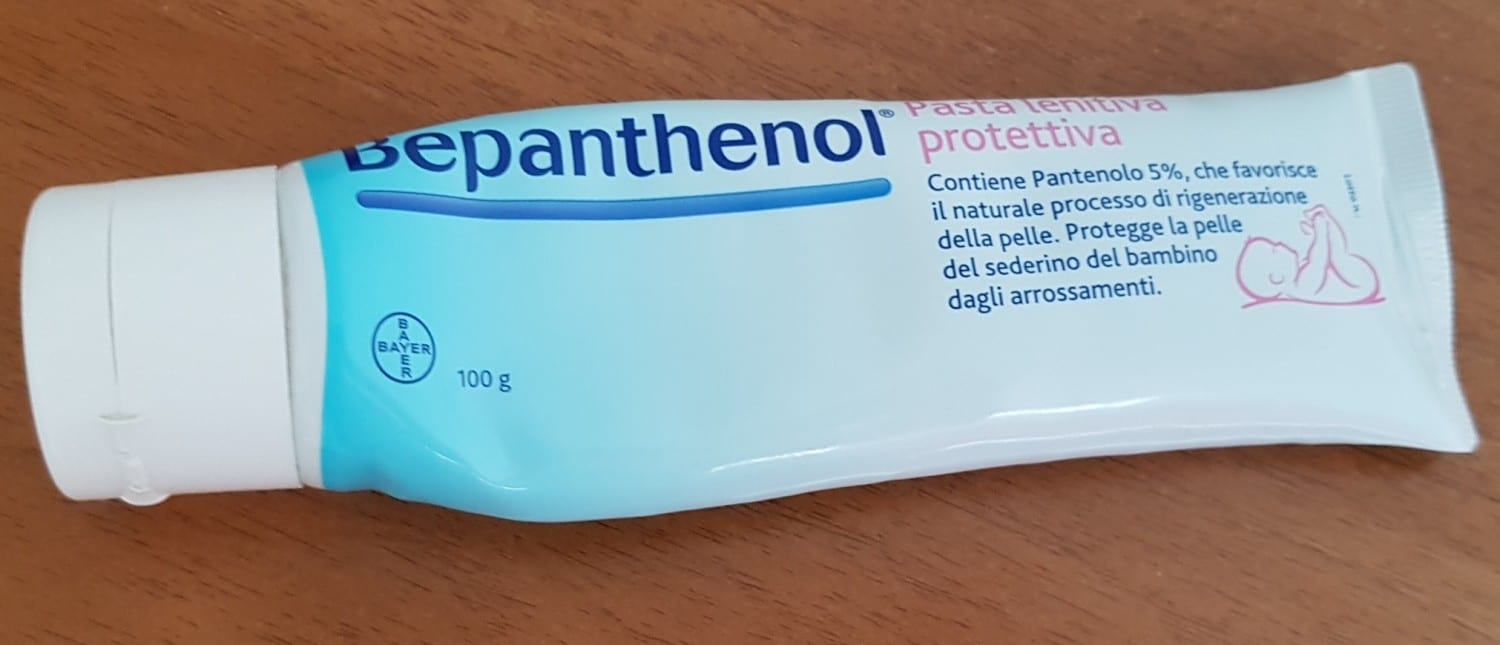 Bepanthenol®
Pasta lenitiva
protettiva
Contiene Pantenolo 5%, che favorisce
il naturale processo di rigenerazione
della pelle. Protegge la pelle
del sederino del bambino
dagli arrossamenti.
BAYER
BAYER
100 g